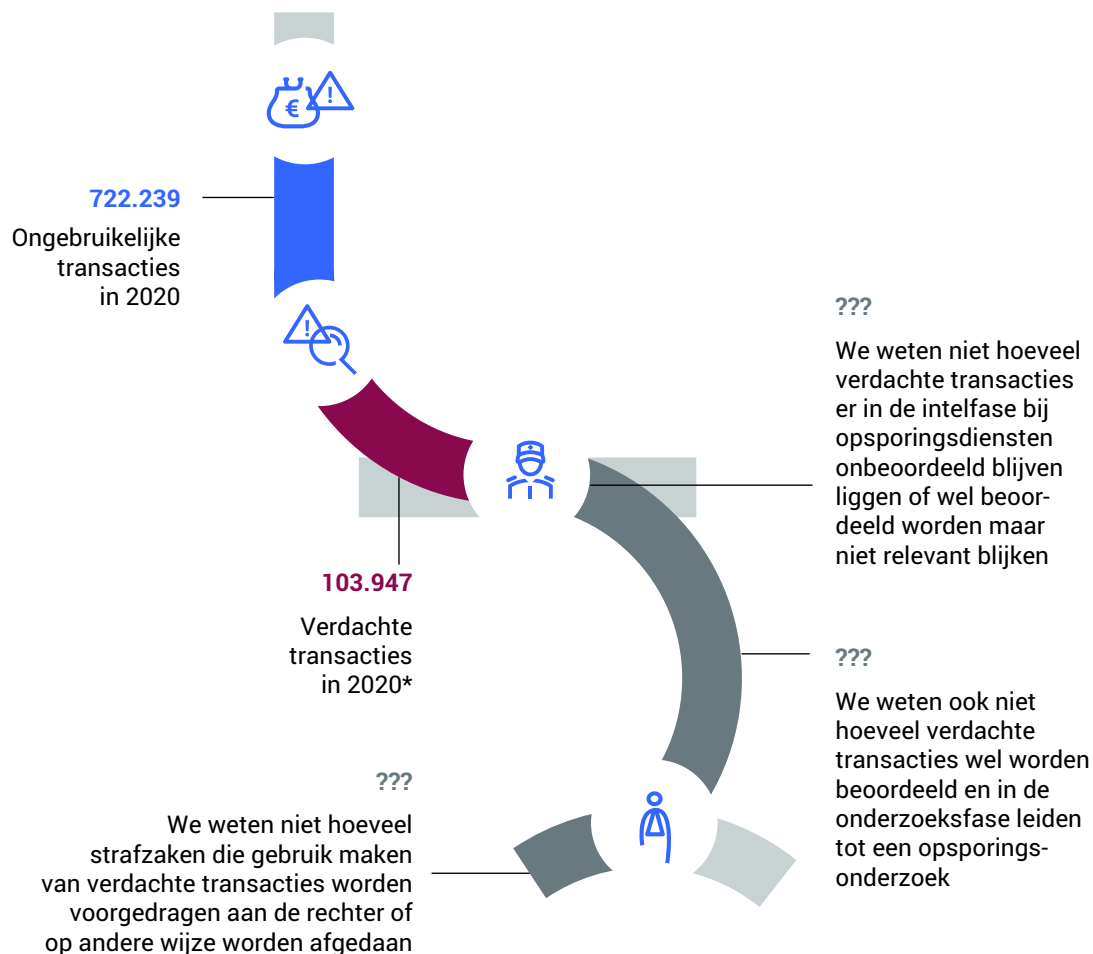 !
€
722.239
Ongebruikelijke
transacties
in 2020
!
???
We weten niet hoeveel
verdachte transacties
er in de intelfase bij
opsporingsdiensten
onbeoordeeld blijven
liggen of wel beoor-
deeld worden maar
niet relevant blijken
103.947
Verdachte
transacties
in 2020*
???
We weten ook niet
hoeveel verdachte
transacties wel worden
beoordeeld en in de
onderzoeksfase leiden
tot een opsporings-
onderzoek
???
We weten niet hoeveel
strafzaken die gebruik maken
van verdachte transacties worden
voorgedragen aan de rechter of
op andere wijze worden afgedaan